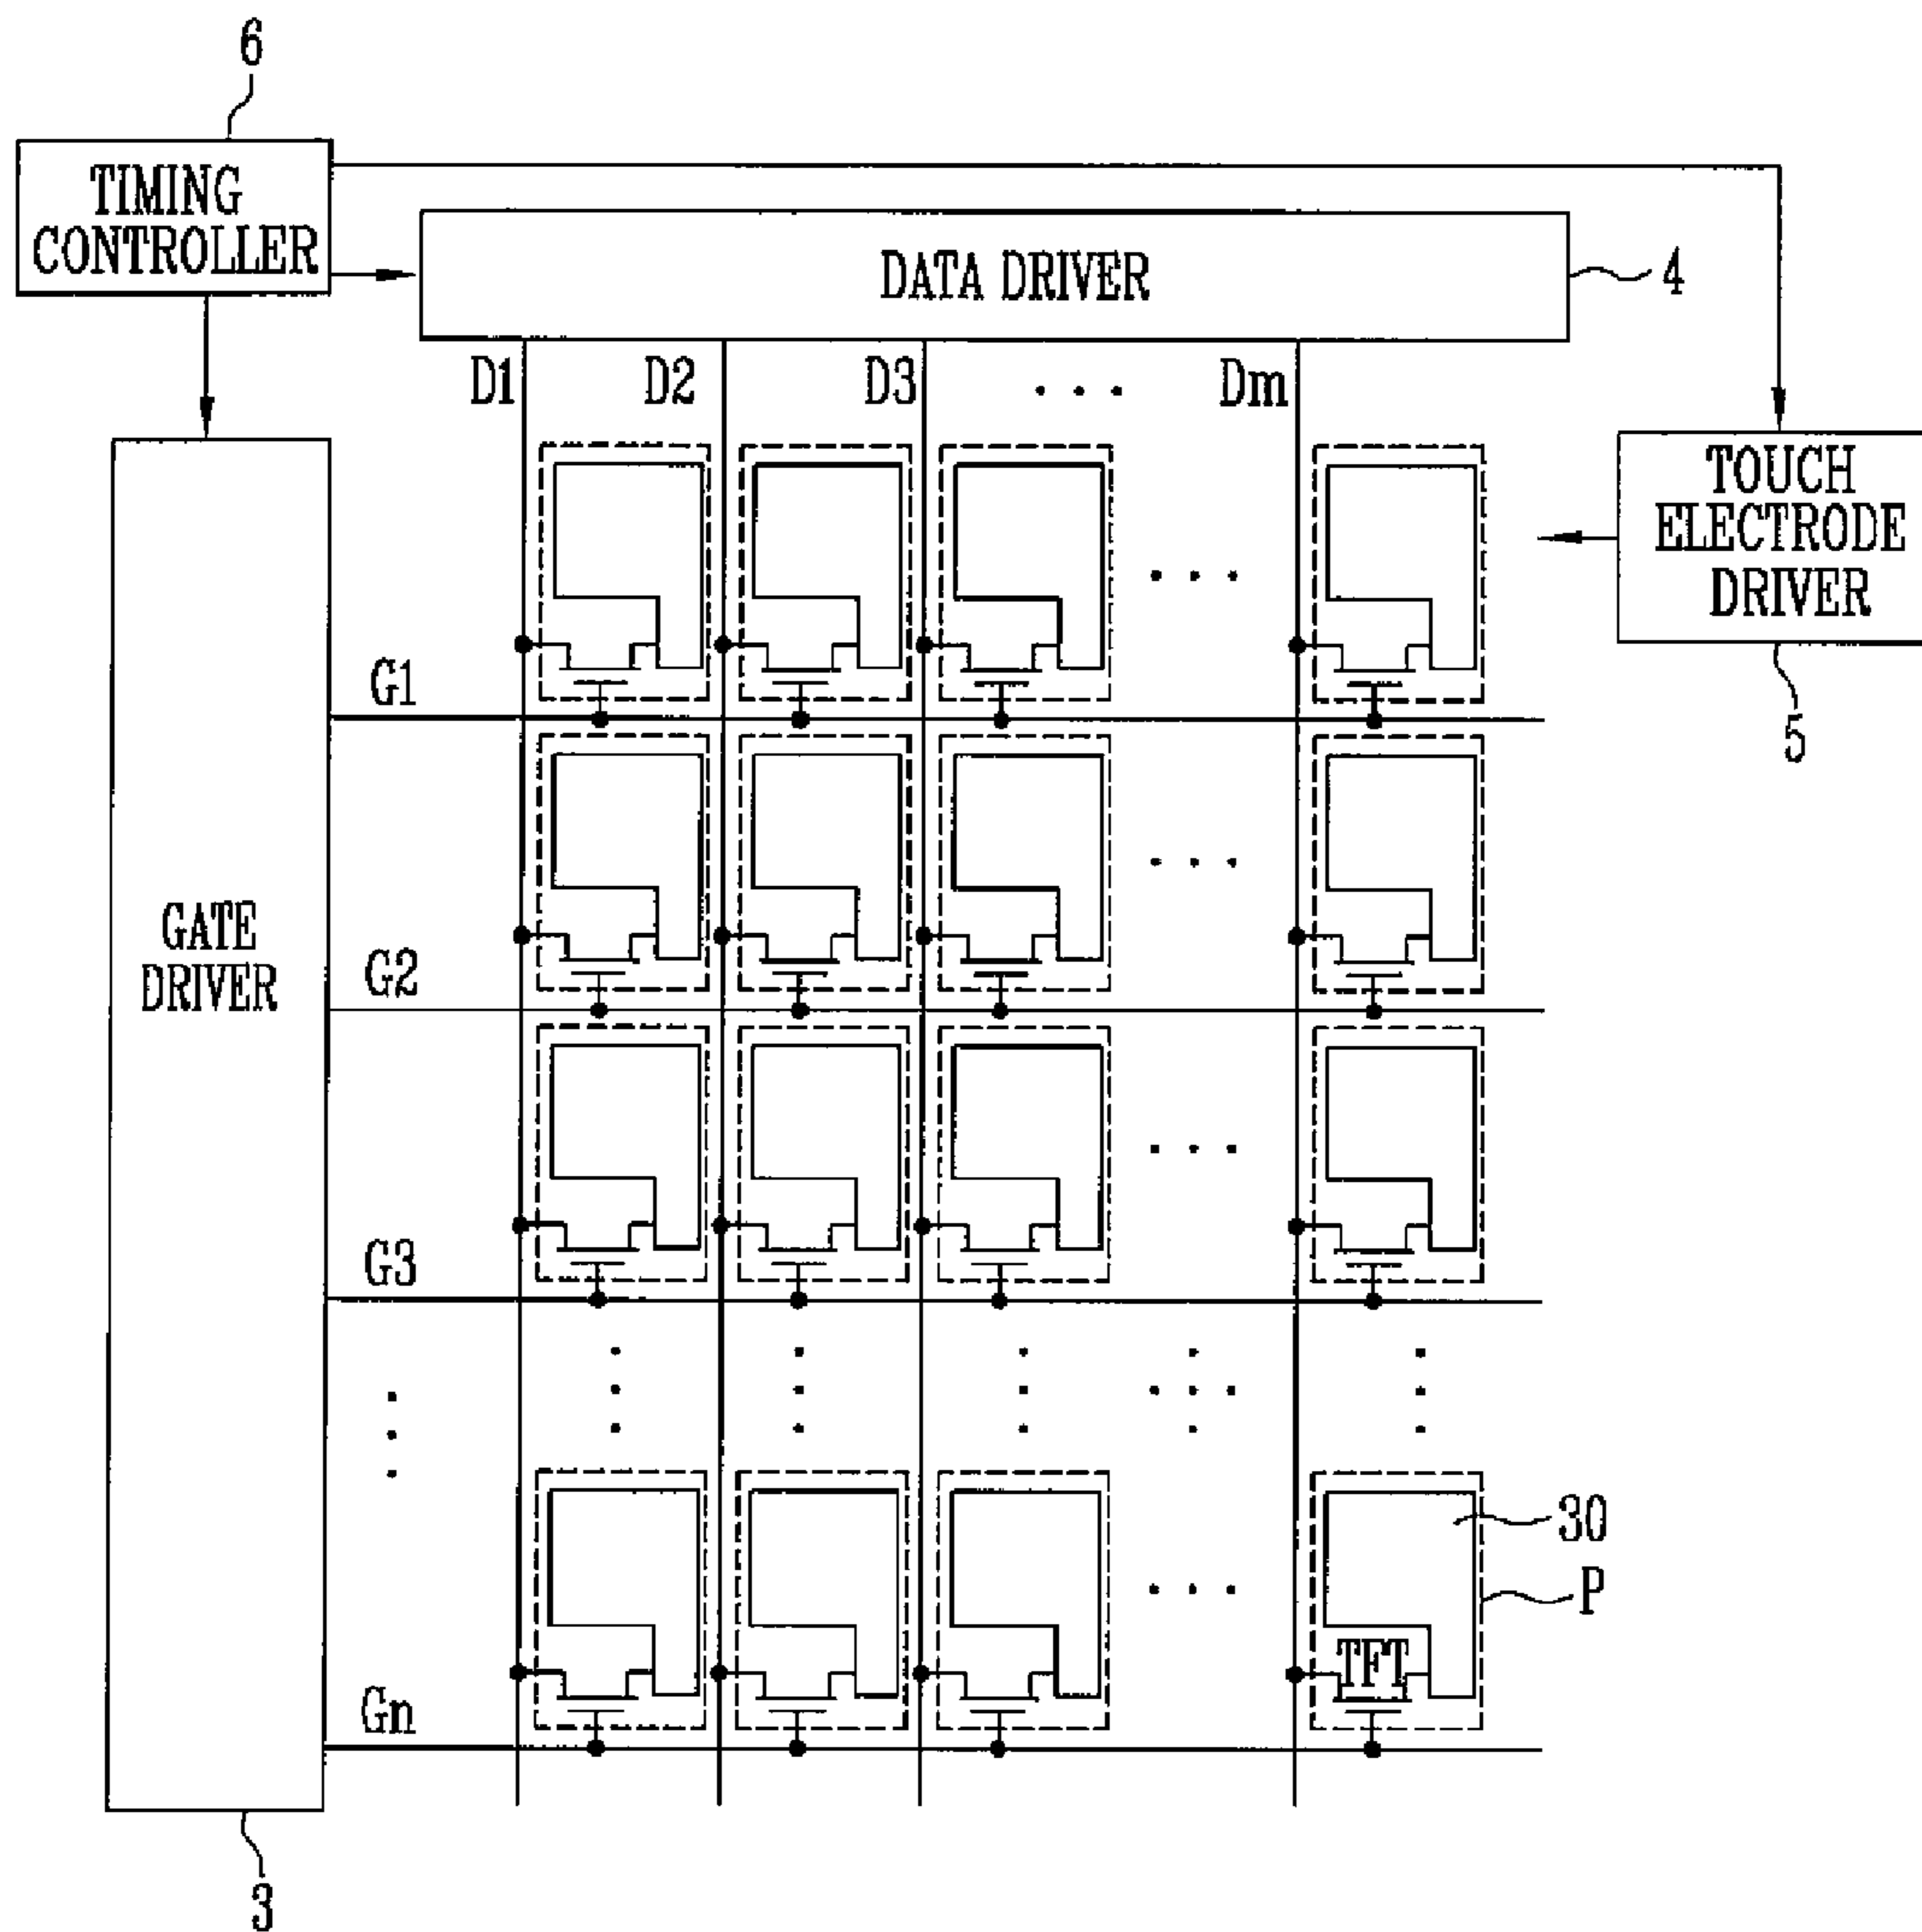 6
TIMING
CONTROLLER
DATA DRIVER
4
D1
D2
D3
. . .
Dm
TOUCH
ELECTRODE
DRIVER
5
G1
GATE
DRIVER
G2
G3
Gn
30
P
TFT
3